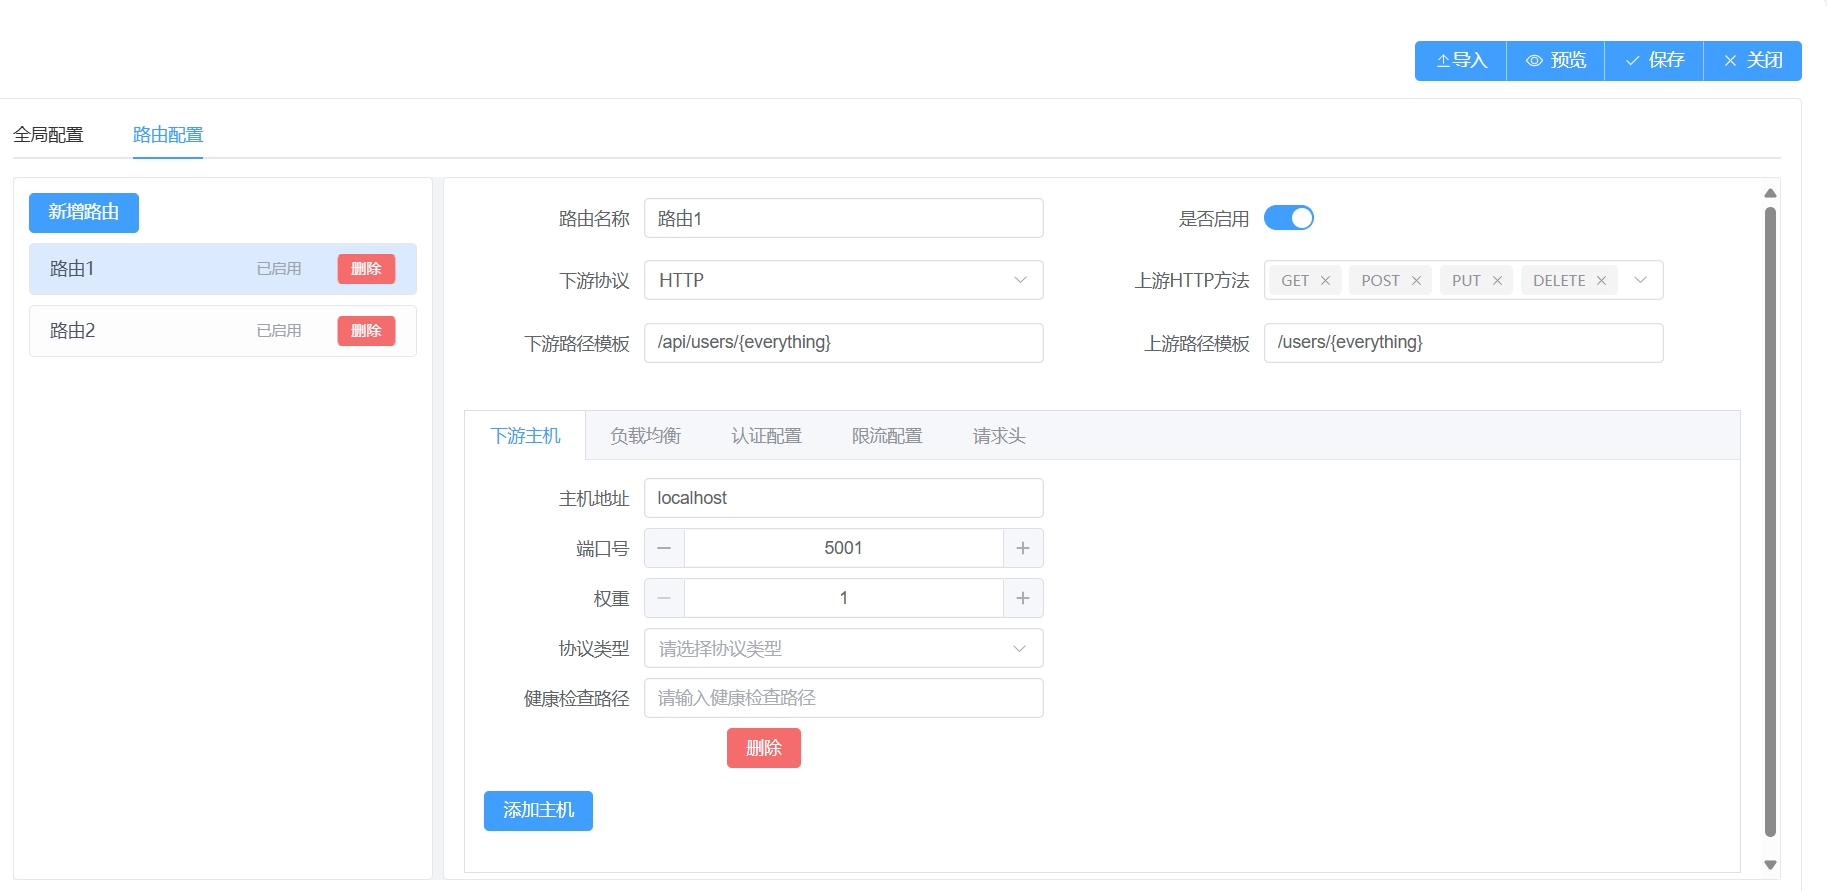 导入 预览 保存 关闭
全局配置 路由配置
新增路由
路由1 已启用 删除
路由2 已启用 删除
路由名称 路由1 是否启用
下游协议 HTTP 上游HTTP方法 GET POST PUT DELETE
下游路径模板 /api/users/{everything} 上游路径模板 /users/{everything}
下游主机 负载均衡 认证配置 限流配置 请求头
主机地址 localhost
端口号 5001
权重 1
协议类型 请选择协议类型
健康检查路径 请输入健康检查路径
删除
添加主机